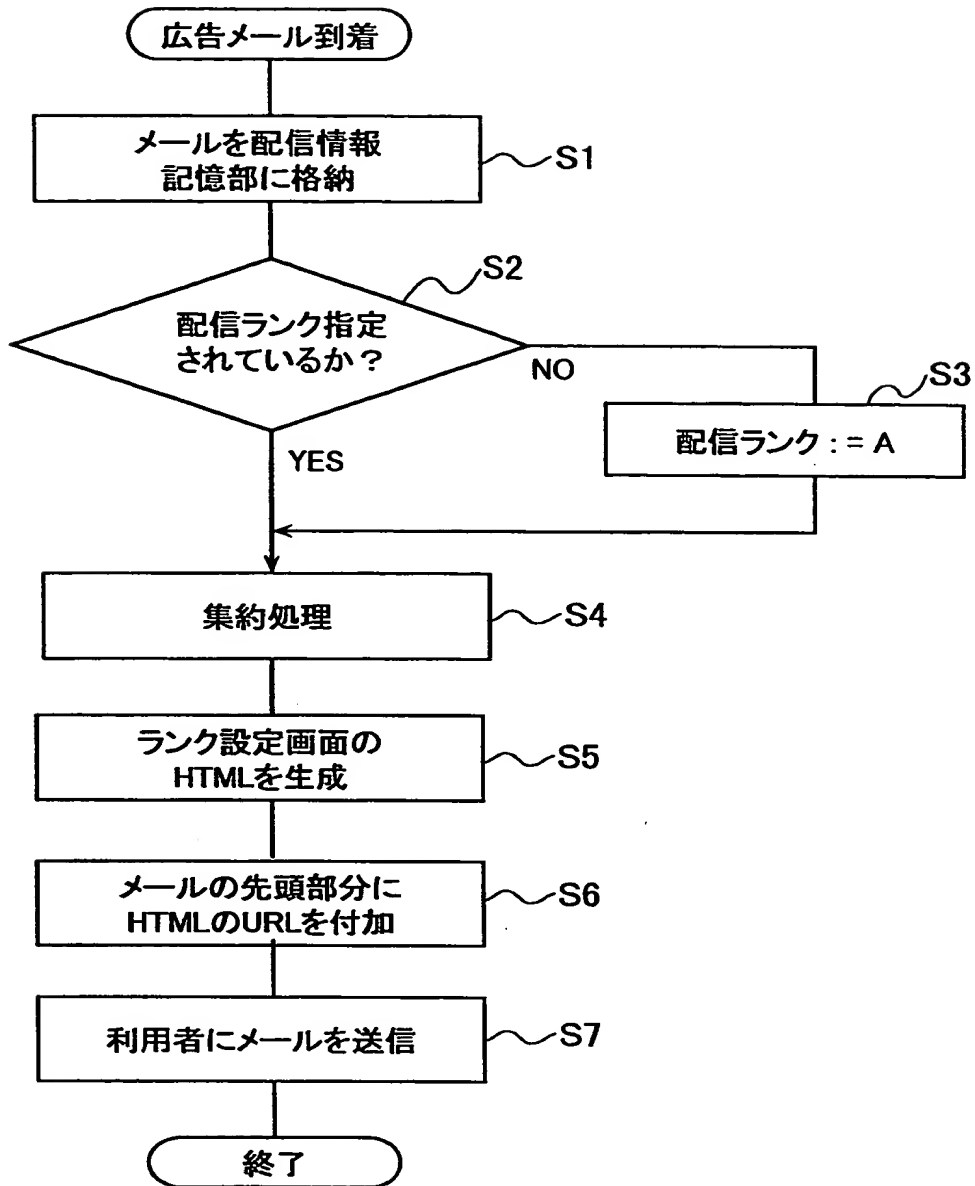 広告メール到着
メールを配信情報
記憶部に格納
S1
S2
配信ランク指定
されているか？
NO
S3
配信ランク : = A
YES
集約処理
S4
ランク設定画面の
HTMLを生成
S5
メールの先頭部分に
HTMLのURLを付加
S6
利用者にメールを送信
S7
終了